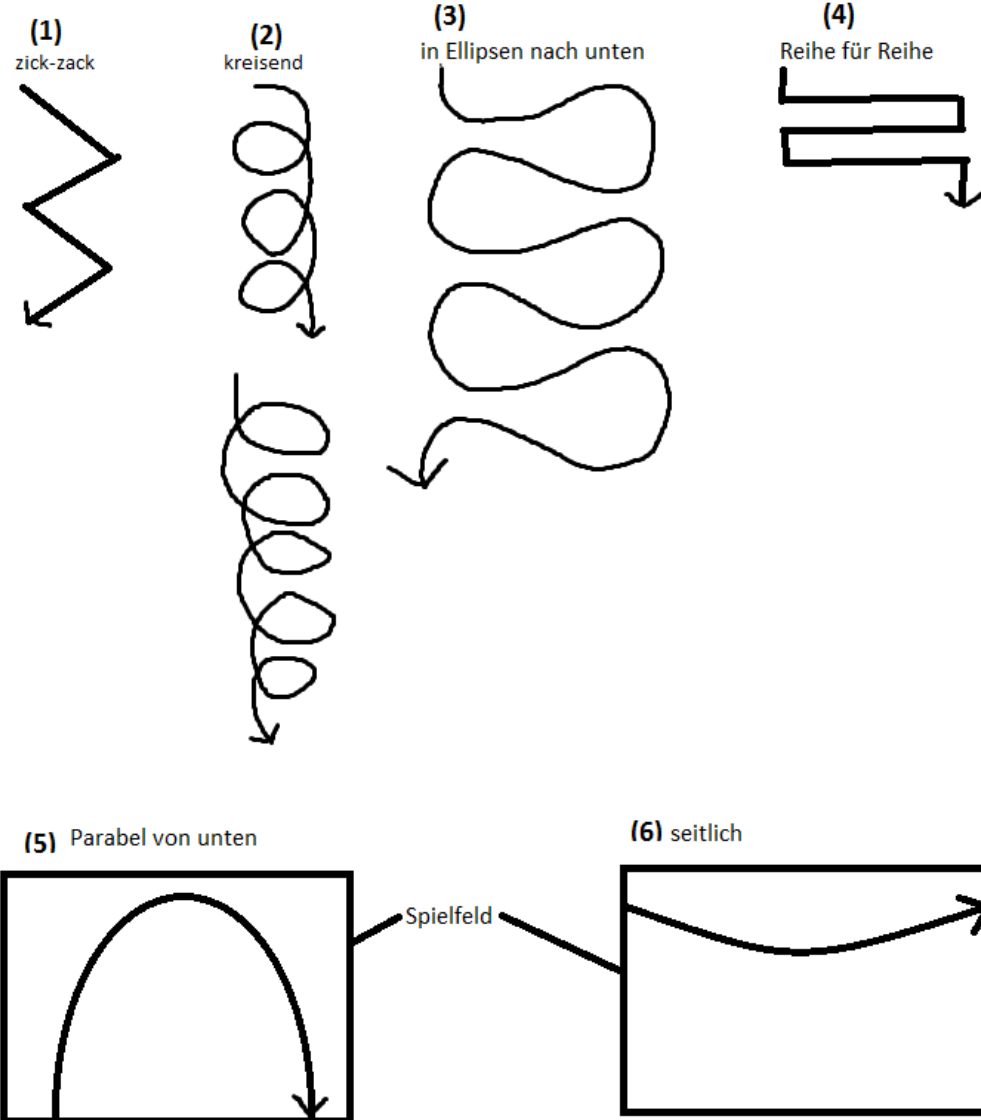 (1)
zick-zack
(2)
kreisend
(3)
in Ellipsen nach unten
(4)
Reihe für Reihe
(5) Parabel von unten
(6) seitlich
Spielfeld